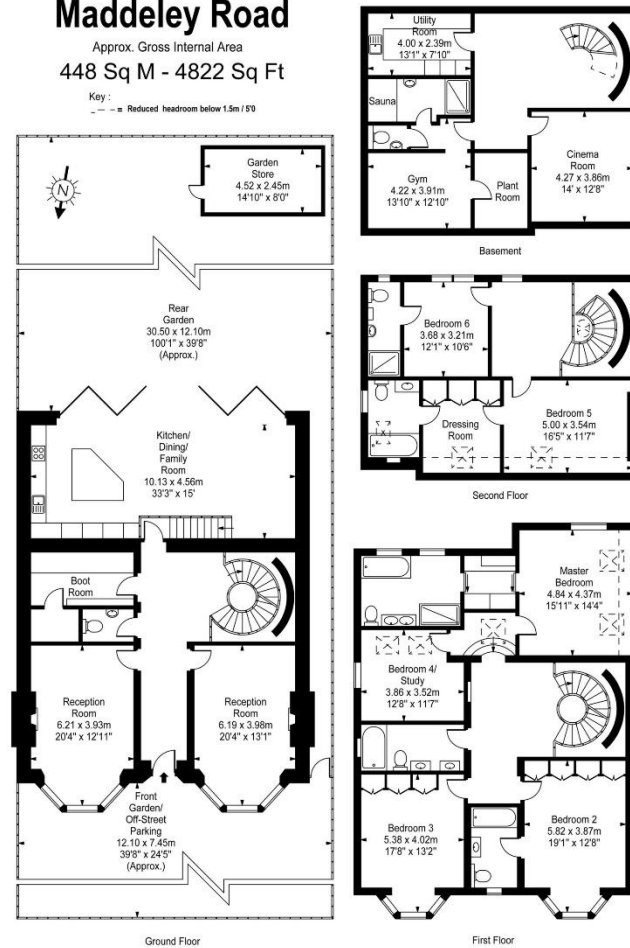 Maddeley Road
Approx. Gross Internal Area
448 Sq M - 4822 Sq Ft
Key :
= Reduced headroom below 1.5m / 5'0
N
Garden
Store
4.52 x 2.45m
14'10" x 8'0"
Rear
Garden
30.50 x 12.10m
100'1" x 39'8"
(Approx.)
Kitchen/
Dining/
Family
Room
10.13 x 4.56m
33'3" x 15'
Boot
Room
Reception
Room
6.21 x 3.93m
20'4" x 12'11"
Reception
Room
6.19 x 3.98m
20'4" x 13'1"
Front
Garden/
Off-Street
Parking
12.10 x 7.45m
39'8" x 24'5"
(Approx.)
Ground Floor
Utility
Room
4.00 x 2.39m
13'1" x 7'10"
Sauna
Gym
4.22 x 3.91m
13'10" x 12'10"
Plant
Room
Cinema
Room
4.27 x 3.86m
14' x 12'8"
Basement
Bedroom 6
3.68 x 3.21m
12'1" x 10'6"
Dressing
Room
Bedroom 5
5.00 x 3.54m
16'5" x 11'7"
Second Floor
Master
Bedroom
4.84 x 4.37m
15'11" x 14'4"
Bedroom 4/
Study
3.86 x 3.52m
12'8" x 11'7"
Bedroom 3
5.38 x 4.02m
17'8" x 13'2"
Bedroom 2
5.82 x 3.87m
19'1" x 12'8"
First Floor